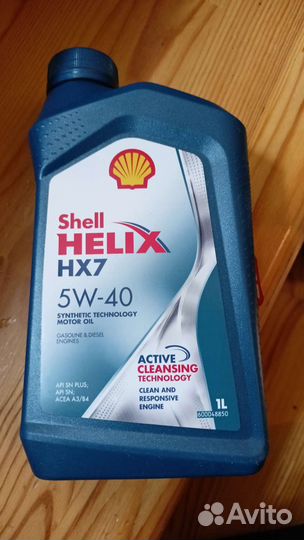 Shell
HELIX
HX7
5W-40
SYNTHETIC TECHNOLOGY
MOTOR OIL
GASOLINE & DIESEL
ENGINES
API SN PLUS;
API SN;
ACEA A3/B4
ACTIVE
CLEANSING
TECHNOLOGY
CLEAN AND
RESPONSIVE
ENGINE
1L
600048850
Avito